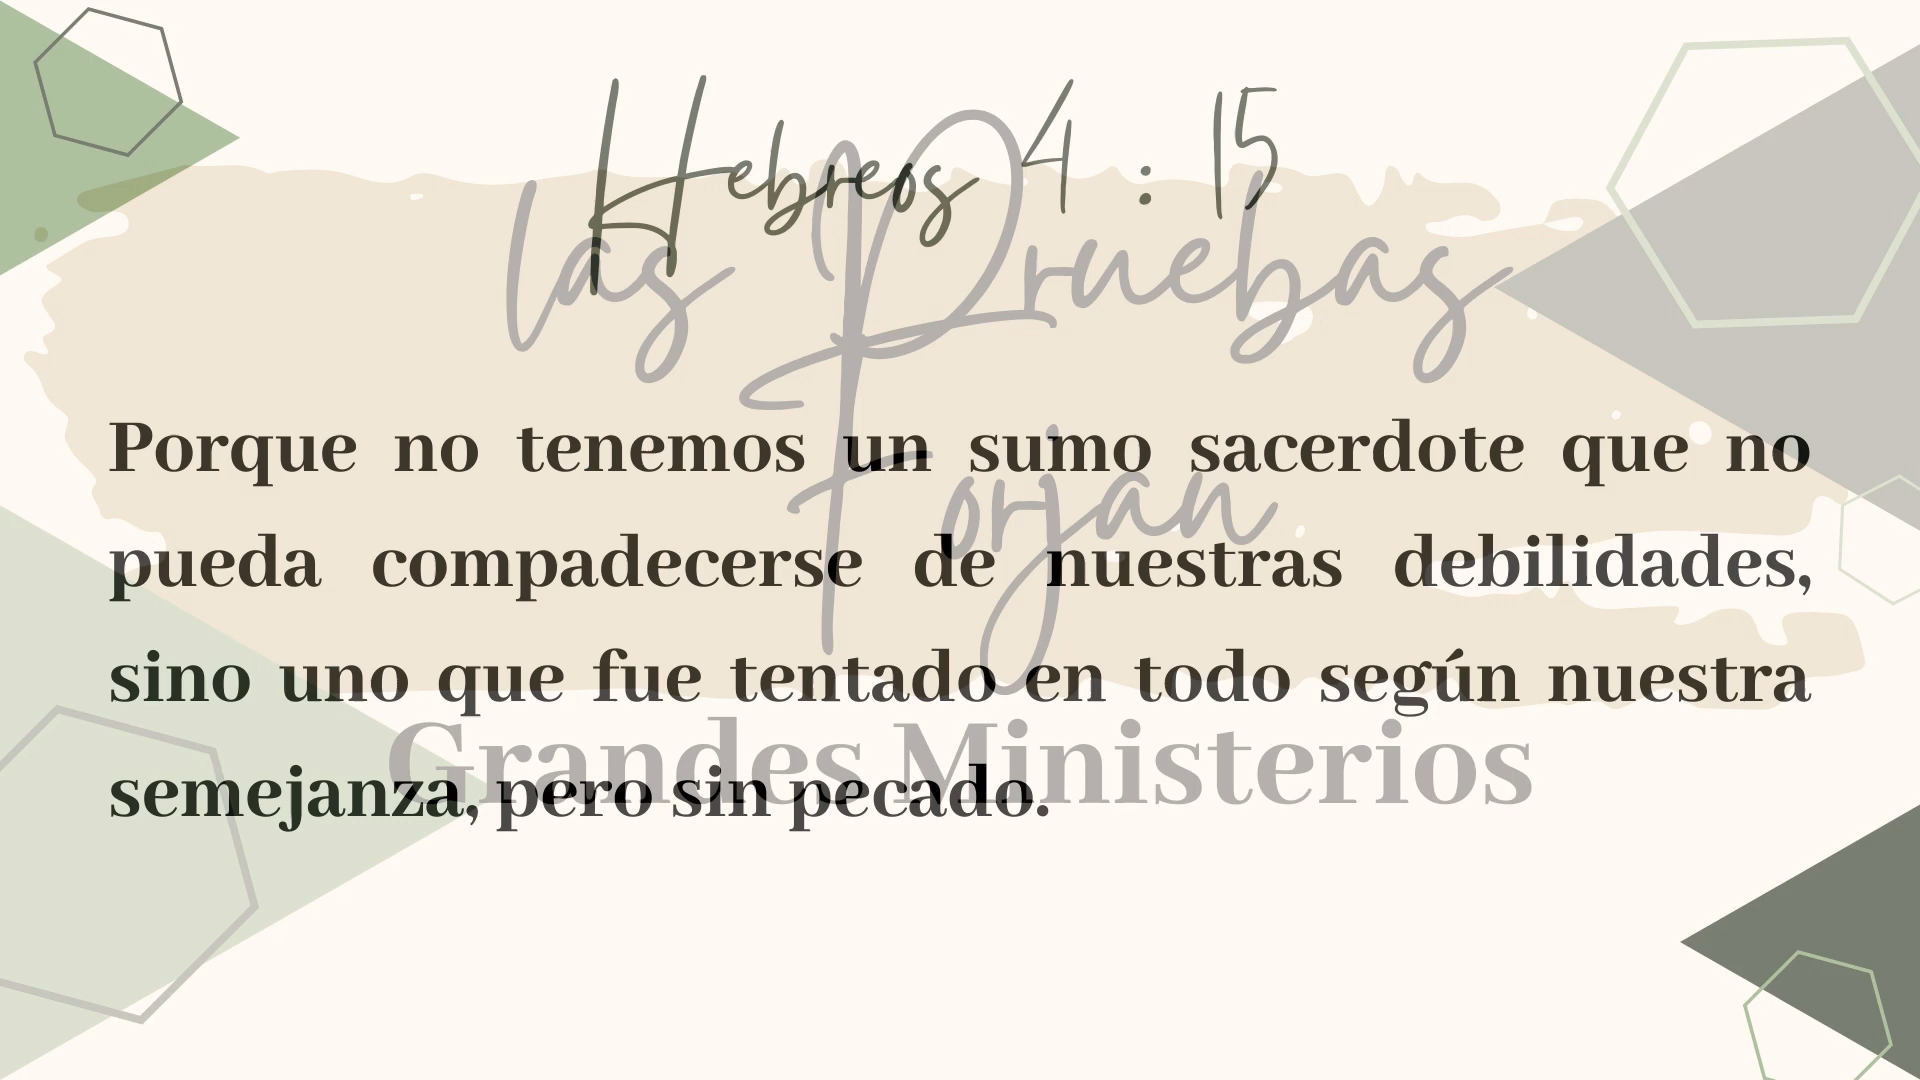 Hebreos 4 : 15
las Pruebas
Forjan
Grandes Ministerios
Porque no tenemos un sumo sacerdote que no
pueda compadecerse de nuestras debilidades,
sino uno que fue tentado en todo según nuestra
semejanza, pero sin pecado.